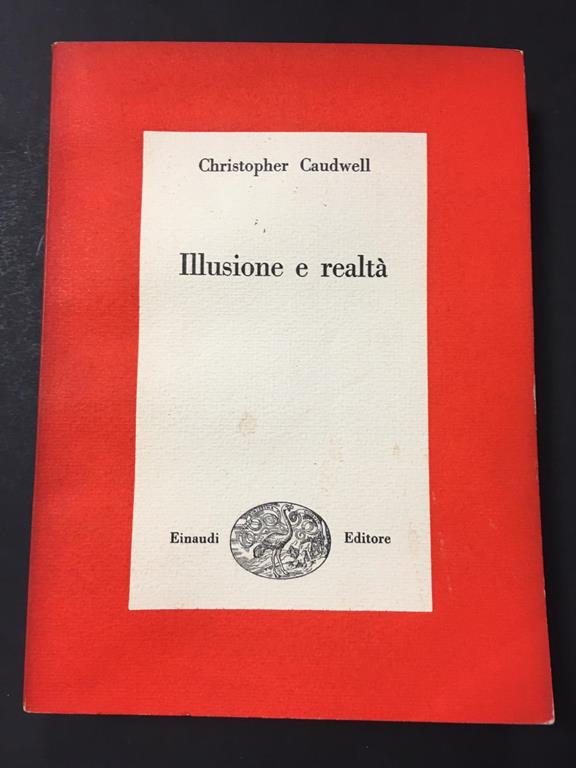 Christopher Caudwell
Illusione e realtà
Einaudi Editore